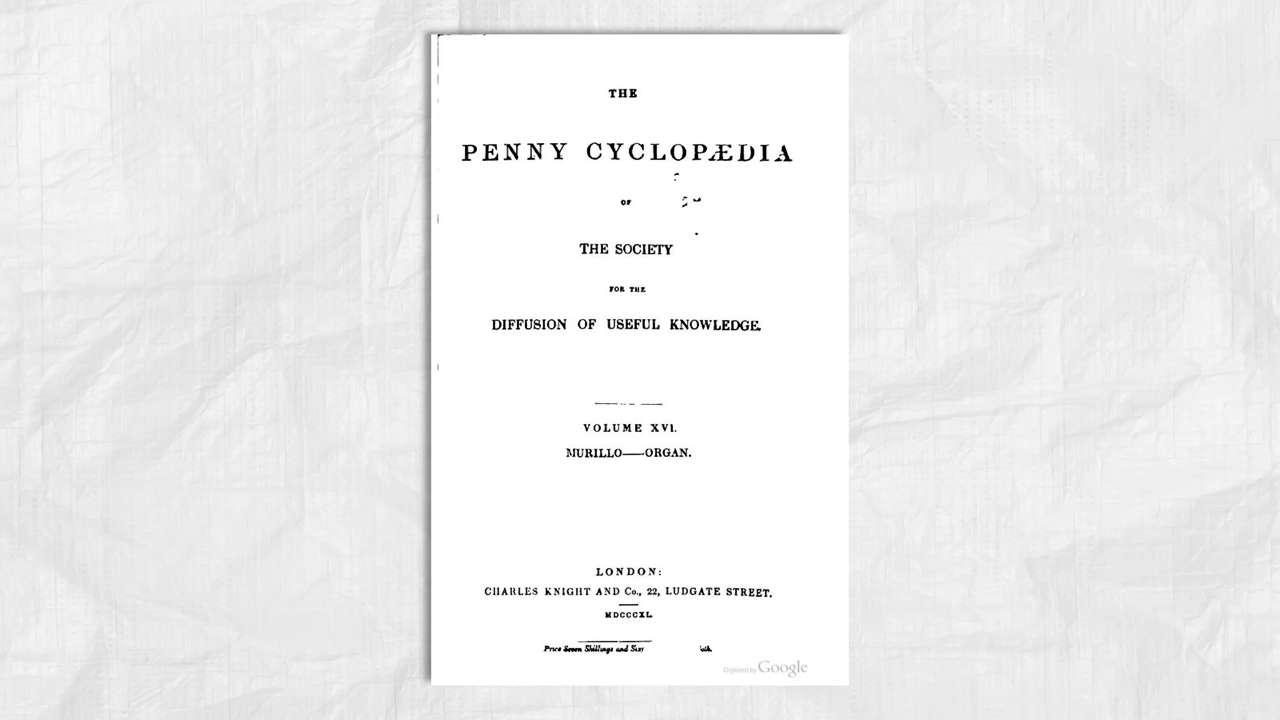 THE
PENNY CYCLOPÆDIA
OF
THE SOCIETY
FOR THE
DIFFUSION OF USEFUL KNOWLEDGE.
VOLUME XVI.
MURILLO——ORGAN.
LONDON:
CHARLES KNIGHT AND Co., 22, LUDGATE STREET.
MDCCCXL.
Price Seven Shillings and
Digitized by Google